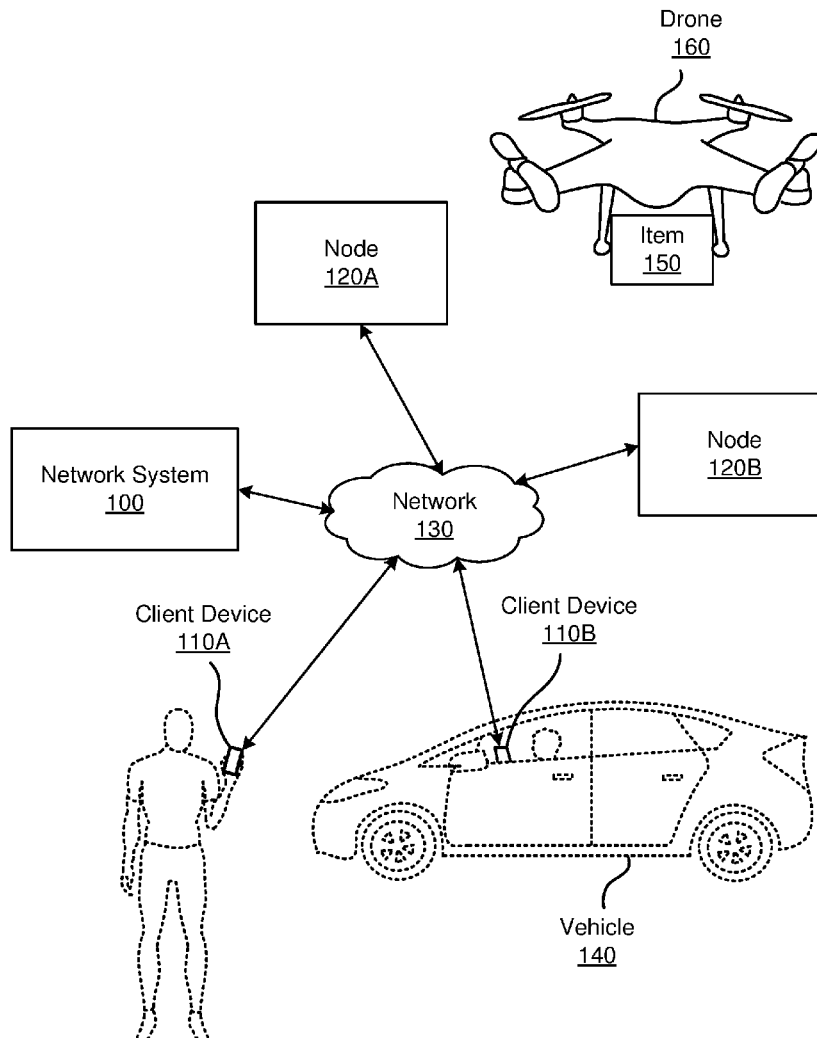 Drone
160
Item
150
Node
120A
Node
120B
Network System
100
Network
130
Client Device
110A
Client Device
110B
Vehicle
140